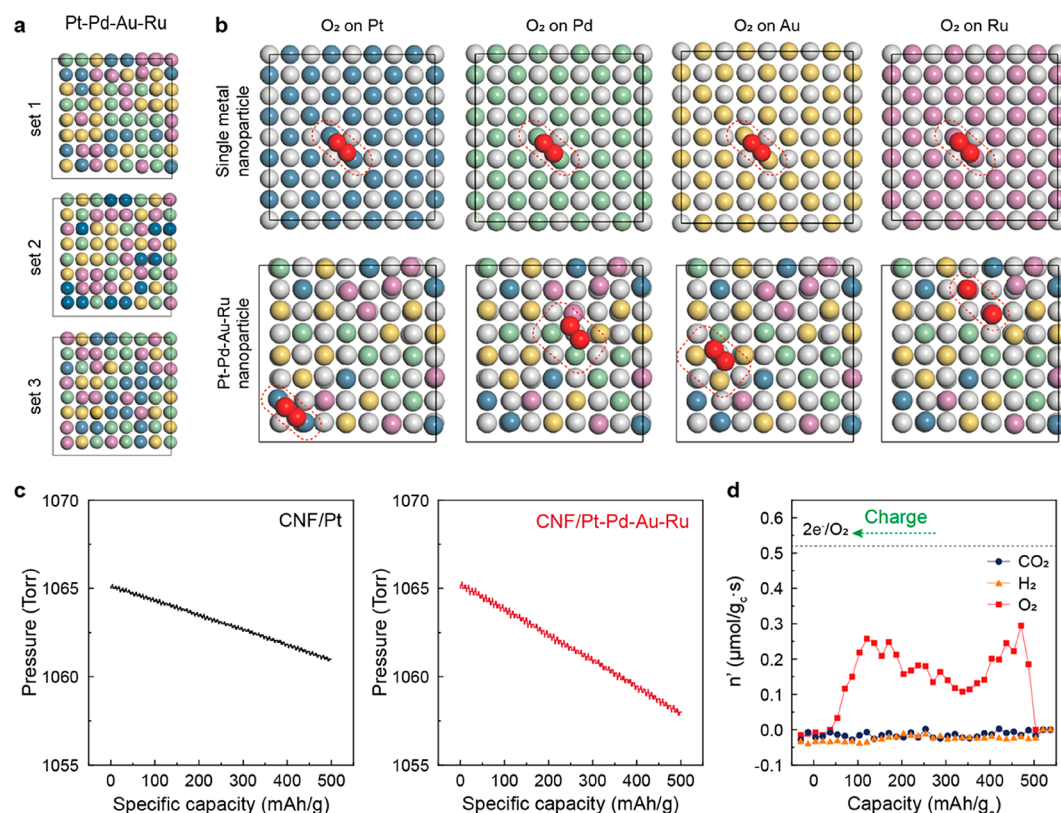 a
Pt-Pd-Au-Ru
set 1
set 2
set 3
b
O₂ on Pt
O₂ on Pd
O₂ on Au
O₂ on Ru
Single metal
nanoparticle
Pt-Pd-Au-Ru
nanoparticle
c
CNF/Pt
Pressure (Torr)
1070
1065
1060
1055
0 100 200 300 400 500
Specific capacity (mAh/g)
CNF/Pt-Pd-Au-Ru
Pressure (Torr)
1070
1065
1060
1055
0 100 200 300 400 500
Specific capacity (mAh/g)
d
2e⁻/O₂
Charge
CO₂
H₂
O₂
n' (μmol/g꜀·s)
0.6
0.5
0.4
0.3
0.2
0.1
0.0
-0.1
0 100 200 300 400 500
Capacity (mAh/g꜀)